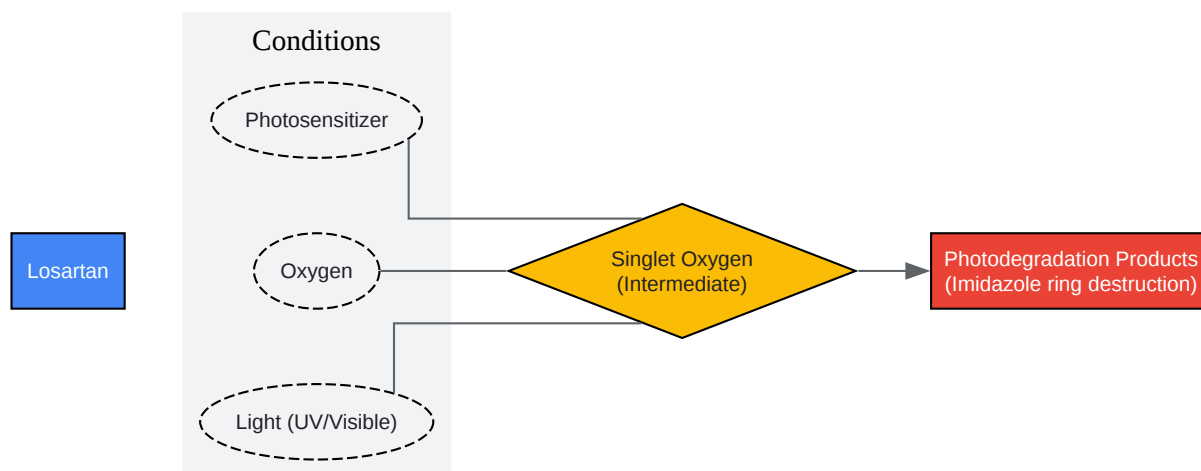 Conditions
Photosensitizer
Losartan
Oxygen
Singlet Oxygen
(Intermediate)
Photodegradation Products
(Imidazole ring destruction)
Light (UV/Visible)